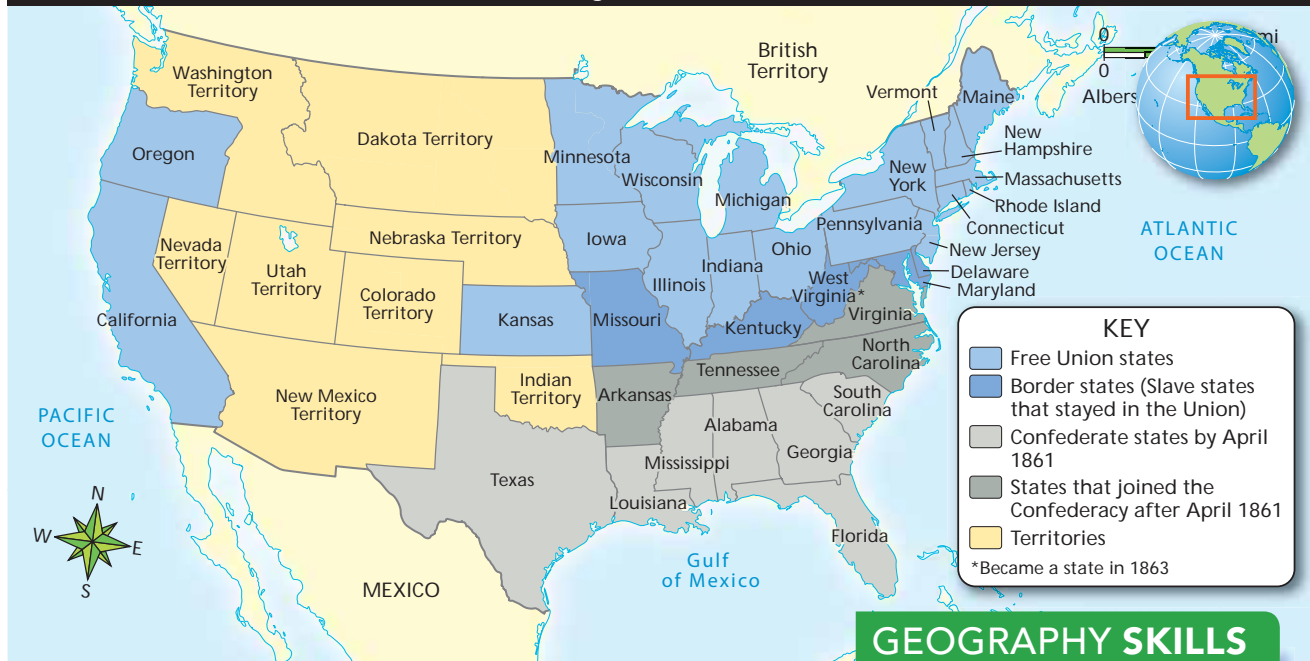 British
Territory
0
mi
0
Albers
Washington
Territory
Dakota Territory
Oregon
Minnesota
Wisconsin
Michigan
Vermont
Maine
New
Hampshire
New
York
Massachusetts
Rhode Island
Connecticut
Pennsylvania
New Jersey
Delaware
Maryland
ATLANTIC
OCEAN
Nevada
Territory
Utah
Territory
Nebraska Territory
Colorado
Territory
Iowa
Illinois
Indiana
Ohio
West
Virginia*
Virginia
California
Kansas
Missouri
Kentucky
North
Carolina
Tennessee
New Mexico
Territory
Indian
Territory
Arkansas
South
Carolina
Alabama
Georgia
Mississippi
PACIFIC
OCEAN
Texas
Louisiana
Florida
Gulf
of Mexico
MEXICO
N
W
E
S
KEY
Free Union states
Border states (Slave states
that stayed in the Union)
Confederate states by April
1861
States that joined the
Confederacy after April 1861
Territories
*Became a state in 1863
GEOGRAPHY SKILLS